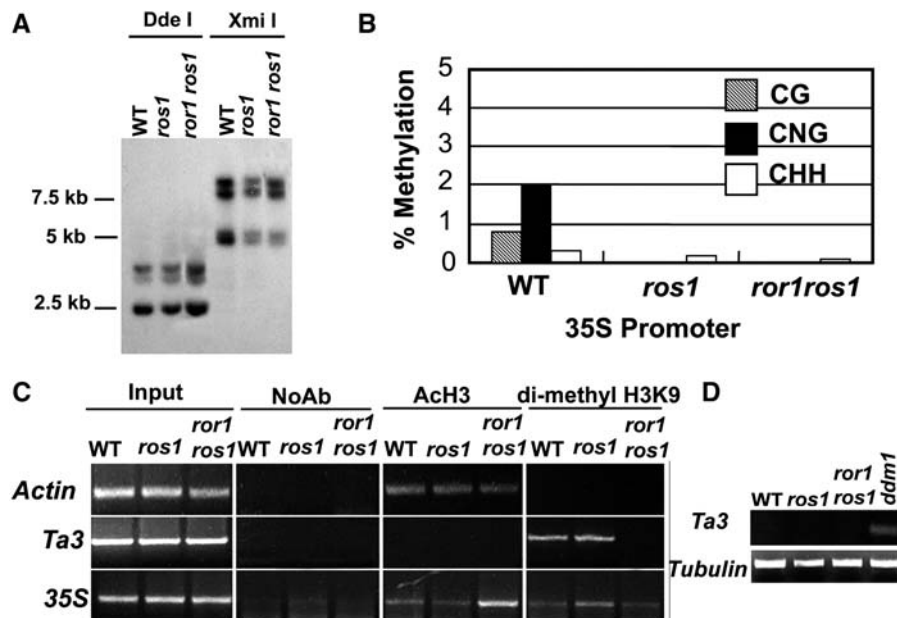 A
Dde I Xmi I
WT ros1 ror1 ros1 WT ros1 ror1 ros1
7.5 kb
5 kb
2.5 kb
B
% Methylation
5
4
3
2
1
0
CG
CNG
CHH
WT ros1 ror1ros1
35S Promoter
C
Input NoAb AcH3 di-methyl H3K9
WT ros1 ror1 ros1 WT ros1 ror1 ros1 WT ros1 ror1 ros1 WT ros1 ror1 ros1
Actin
Ta3
35S
D
WT ros1 ror1 ros1 ddm1
Ta3
Tubulin